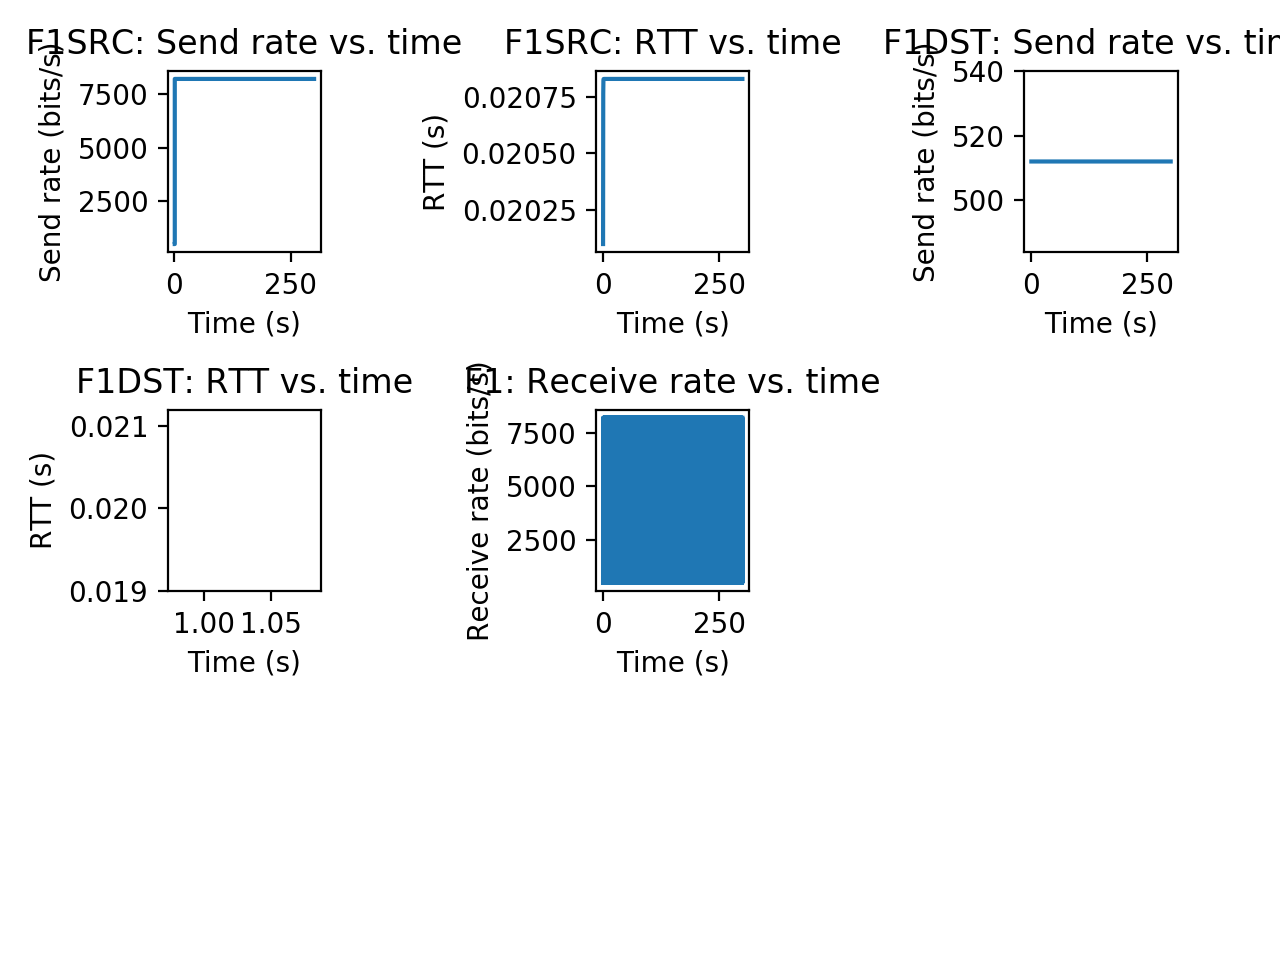 F1SRC: Send rate vs. time
Send rate (bits/s)
7500
5000
2500
0 250
Time (s)
F1SRC: RTT vs. time
RTT (s)
0.02075
0.02050
0.02025
0 250
Time (s)
F1DST: Send rate vs.
Send rate (bits/s)
540
520
500
0 250
Time (s)
F1DST: RTT vs. time
RTT (s)
0.021
0.020
0.019
1.00 1.05
Time (s)
F1: Receive rate vs. time
Receive rate (bits/s)
7500
5000
2500
0 250
Time (s)